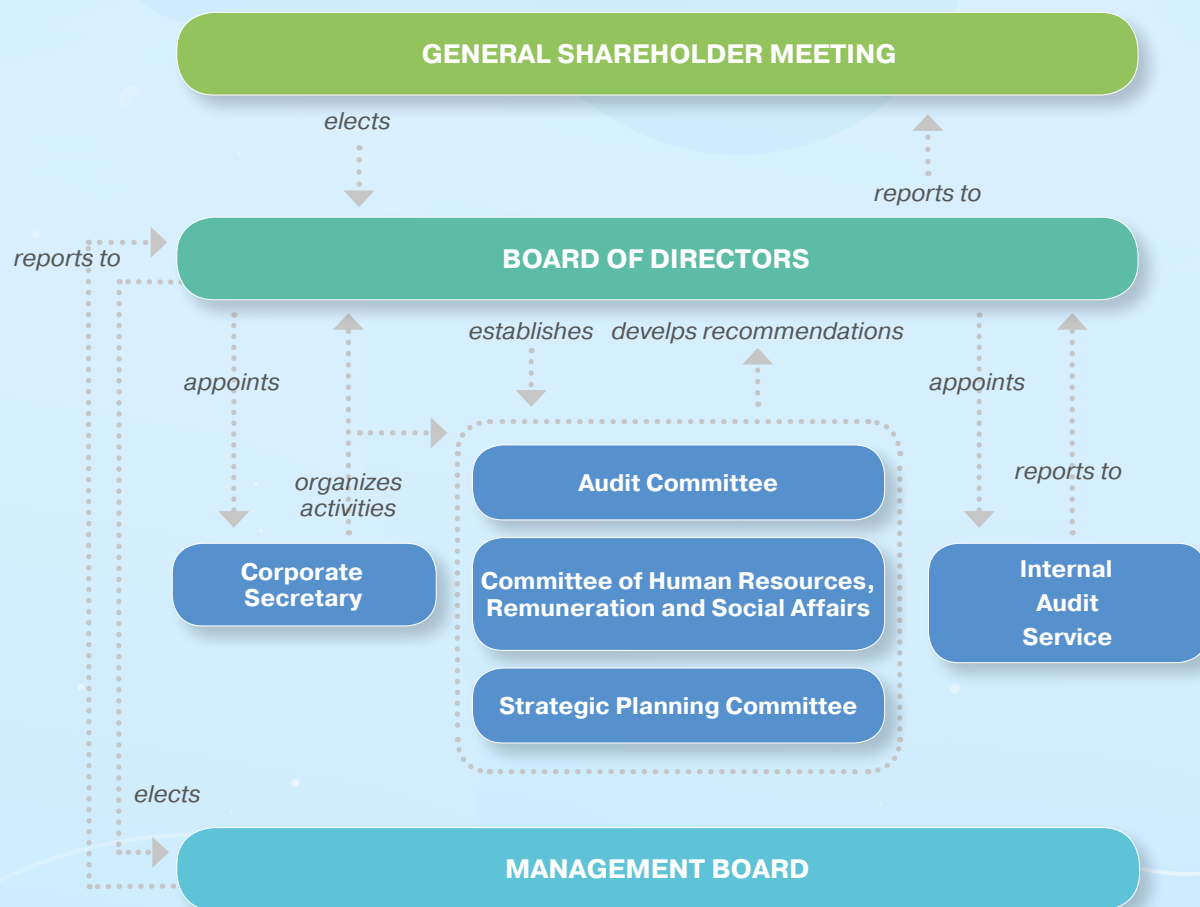 GENERAL SHAREHOLDER MEETING
elects
reports to
reports to
BOARD OF DIRECTORS
establishes
develps recommendations
appoints
appoints
organizes
activities
reports to
Audit Committee
Corporate
Secretary
Committee of Human Resources,
Remuneration and Social Affairs
Internal
Audit
Service
Strategic Planning Committee
elects
MANAGEMENT BOARD